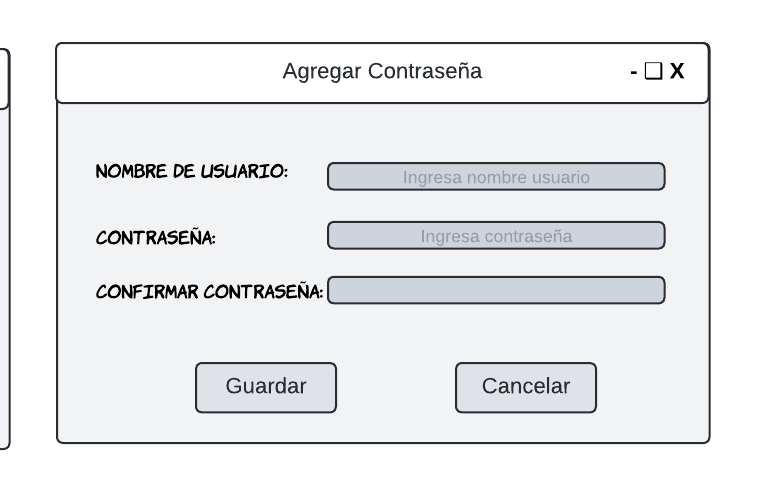 Agregar Contraseña
- ❏ X
NOMBRE DE USUARIO:
Ingresa nombre usuario
CONTRASEÑA:
Ingresa contraseña
CONFIRMAR CONTRASEÑA:
Guardar
Cancelar